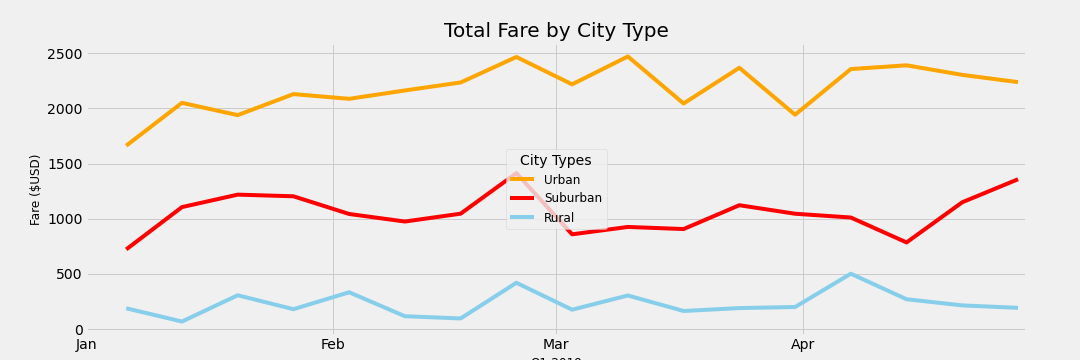 Total Fare by City Type
Fare ($USD)
2500
2000
1500
1000
500
0
City Types
Urban
Suburban
Rural
Jan Feb Mar Apr